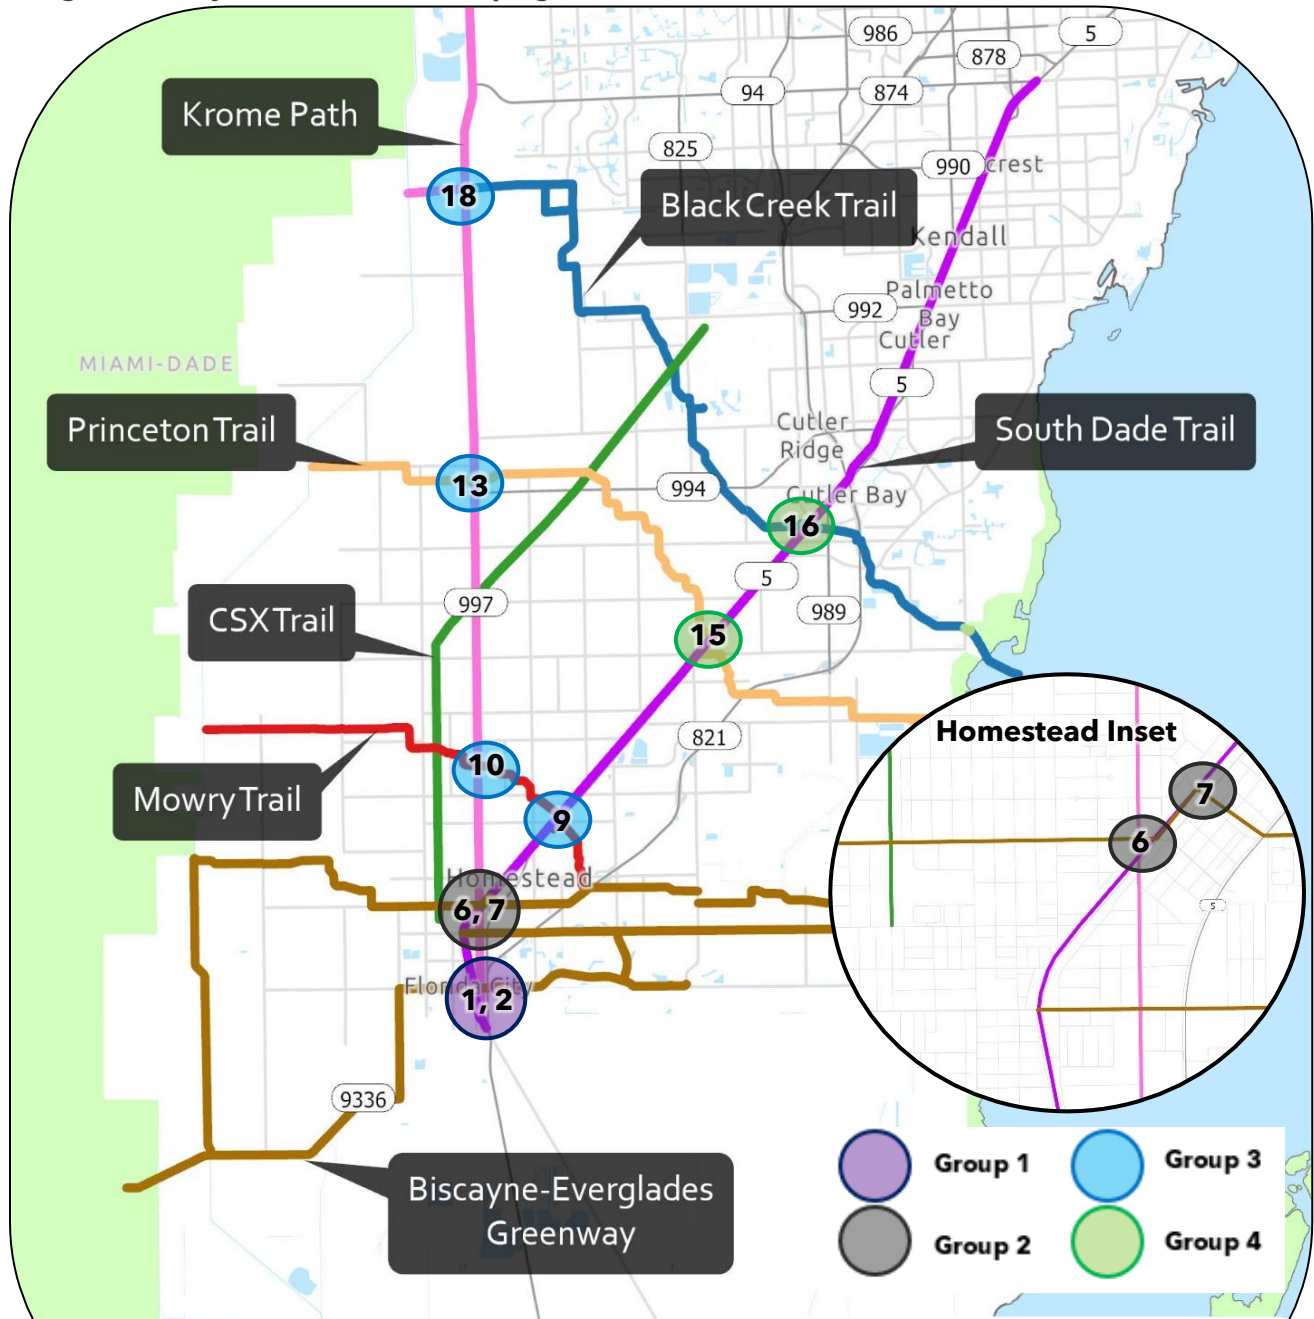 986
5
878
94
874
Krome Path
825
990
crest
18
Black Creek Trail
Kendall
Palmetto
Bay
992
Cutler
MIAMI-DADE
5
Princeton Trail
Cutler
Ridge
South Dade Trail
13
994
Cutler Bay
16
5
997
989
CSX Trail
15
Homestead Inset
821
10
Mowry Trail
7
9
6
Homestead
6, 7
5
Florida City
1, 2
9336
Group 1
Group 3
Biscayne-Everglades
Greenway
Group 2
Group 4